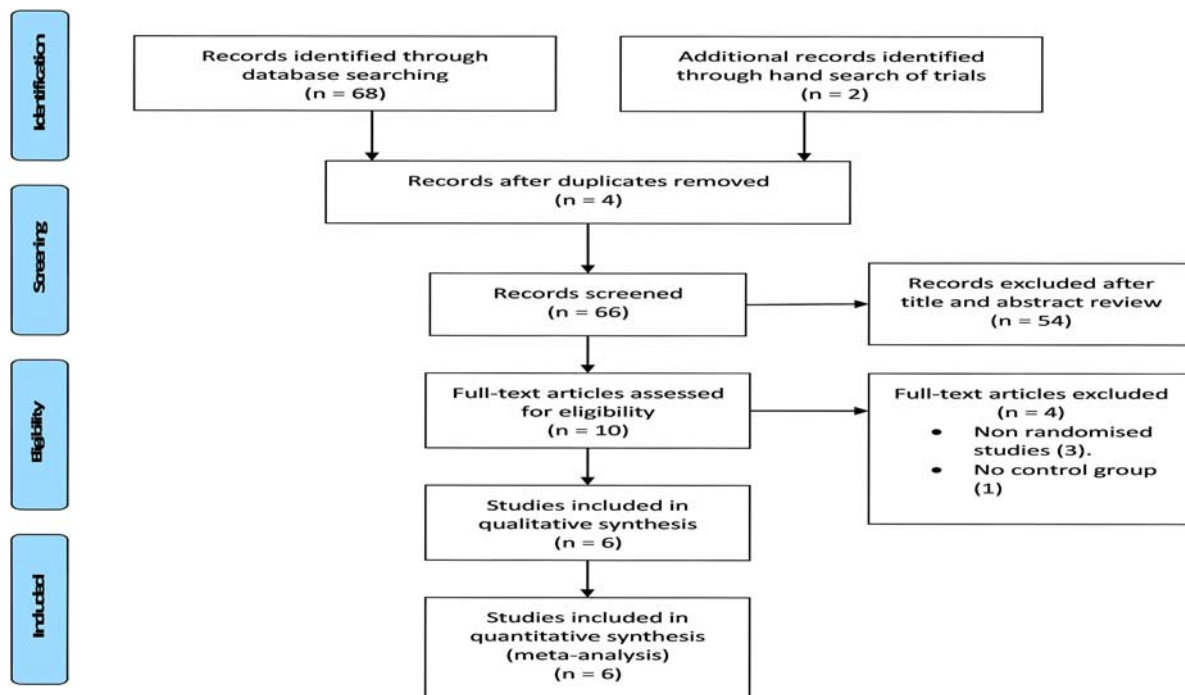 Identification
Records identified through
database searching
(n = 68)
Additional records identified
through hand search of trials
(n = 2)
Records after duplicates removed
(n = 4)
Screening
Records screened
(n = 66)
Records excluded after
title and abstract review
(n = 54)
Eligibility
Full-text articles assessed
for eligibility
(n = 10)
Full-text articles excluded
(n = 4)
• Non randomised
studies (3).
• No control group
(1)
Studies included in
qualitative synthesis
(n = 6)
Included
Studies included in
quantitative synthesis
(meta-analysis)
(n = 6)